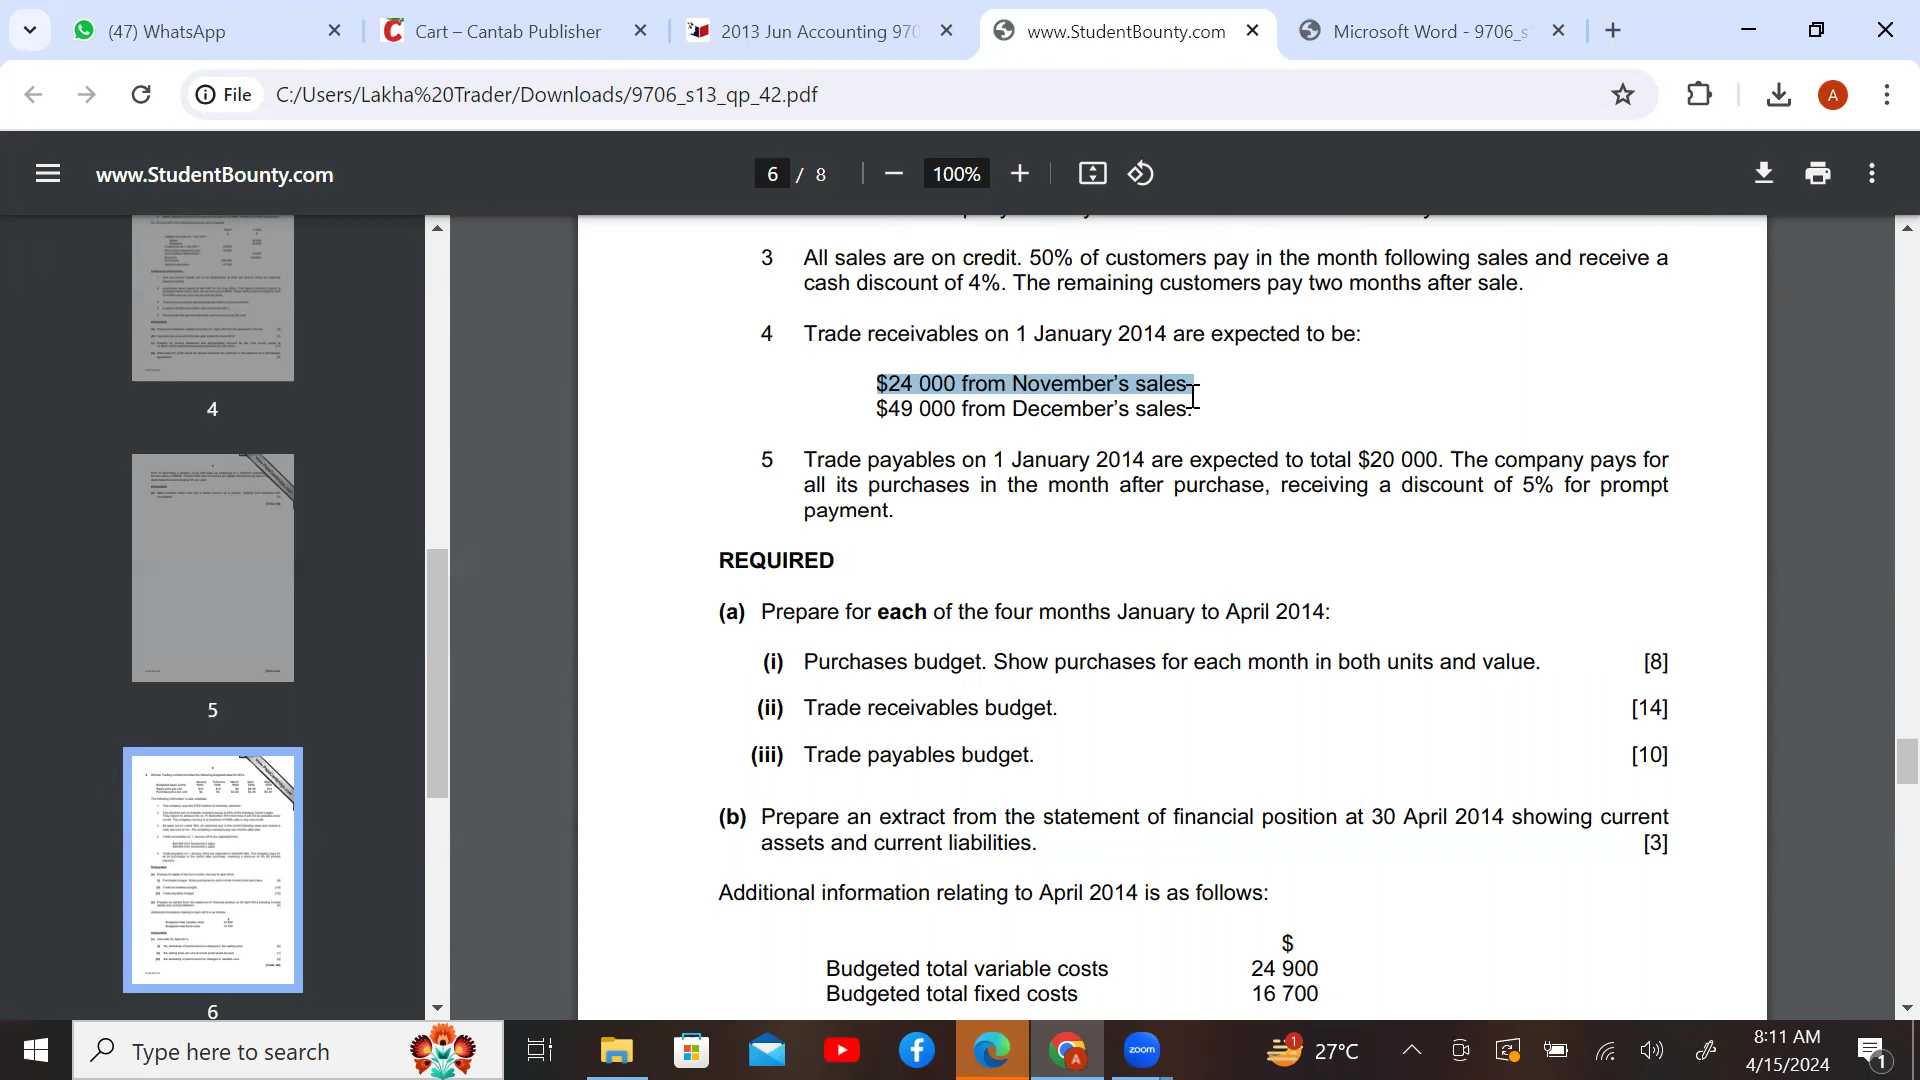 (47) WhatsApp
Cart – Cantab Publisher
2013 Jun Accounting 970
www.StudentBounty.com
Microsoft Word - 9706_s
File
C:/Users/Lakha%20Trader/Downloads/9706_s13_qp_42.pdf
A
www.StudentBounty.com
6 / 8
100%
4
5
6
3 All sales are on credit. 50% of customers pay in the month following sales and receive a
cash discount of 4%. The remaining customers pay two months after sale.
4 Trade receivables on 1 January 2014 are expected to be:
$24 000 from November’s sales
$49 000 from December’s sales.
5 Trade payables on 1 January 2014 are expected to total $20 000. The company pays for
all its purchases in the month after purchase, receiving a discount of 5% for prompt
payment.
REQUIRED
(a) Prepare for each of the four months January to April 2014:
(i) Purchases budget. Show purchases for each month in both units and value. [8]
(ii) Trade receivables budget. [14]
(iii) Trade payables budget. [10]
(b) Prepare an extract from the statement of financial position at 30 April 2014 showing current
assets and current liabilities. [3]
Additional information relating to April 2014 is as follows:
$
Budgeted total variable costs 24 900
Budgeted total fixed costs 16 700
Type here to search
zoom
A
1
27°C
8:11 AM
4/15/2024
1